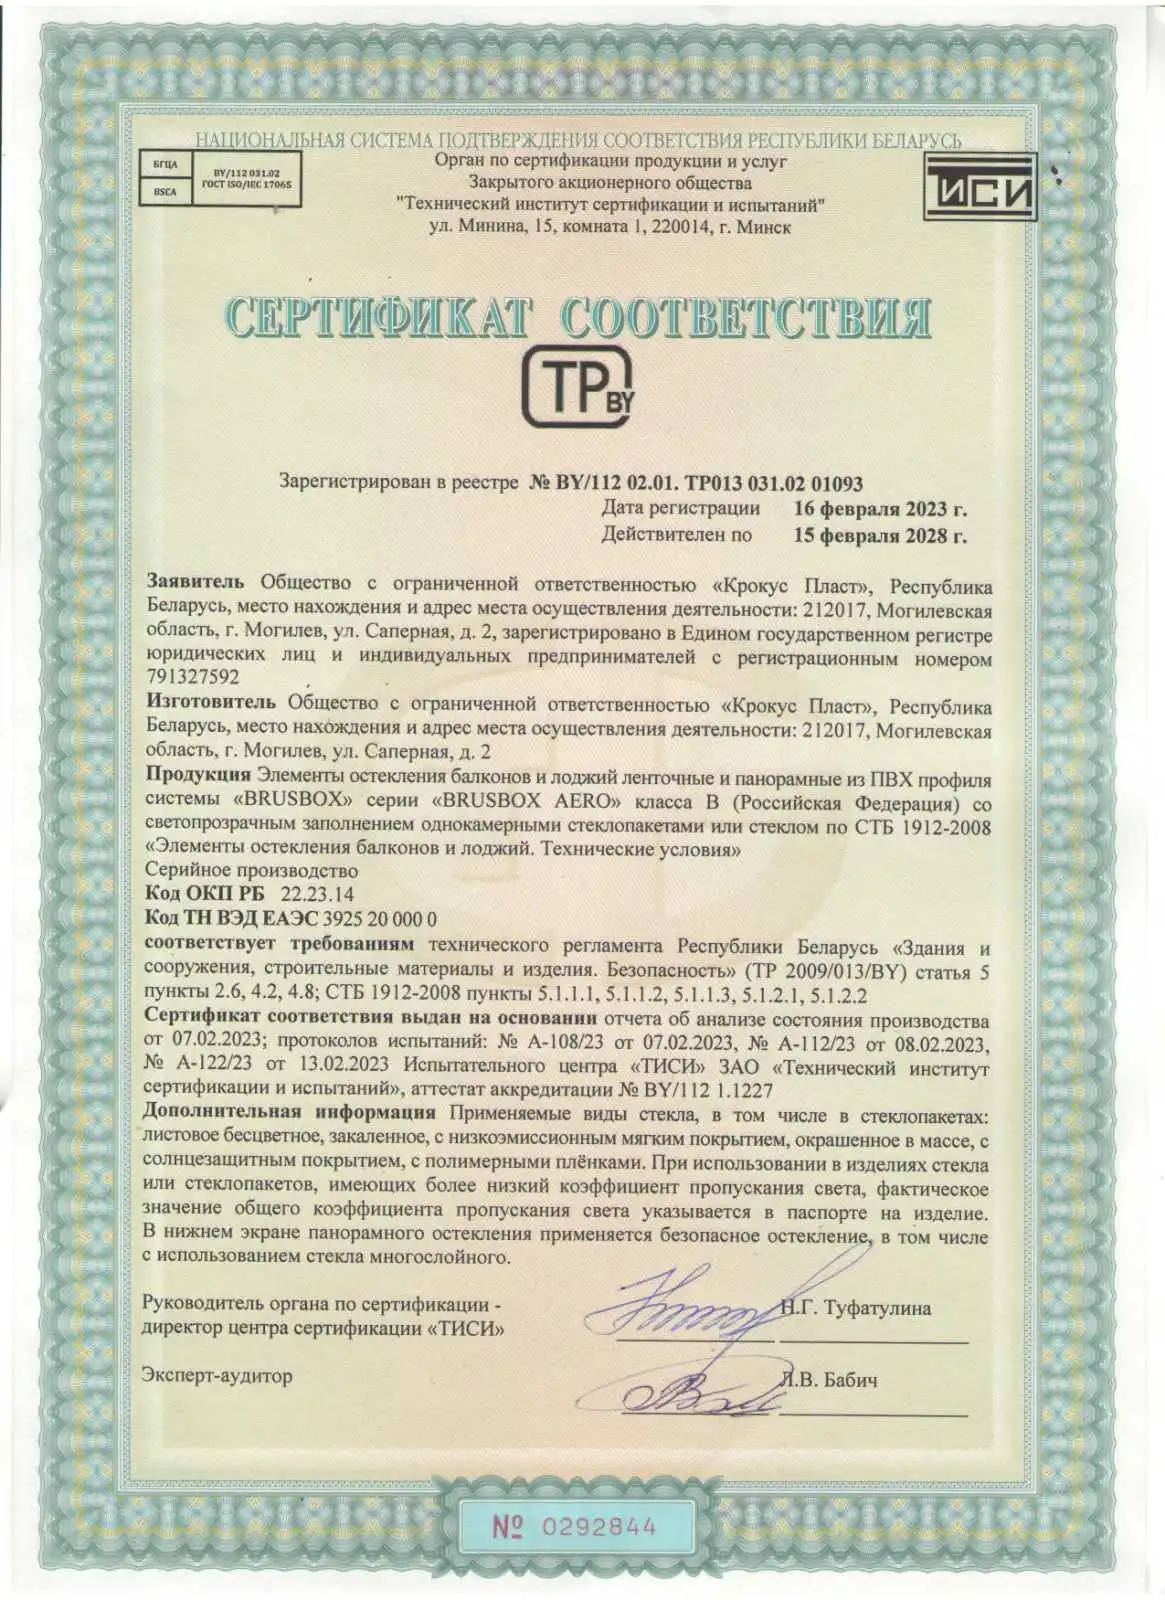 НАЦИОНАЛЬНАЯ СИСТЕМА ПОДТВЕРЖДЕНИЯ СООТВЕТСТВИЯ РЕСПУБЛИКИ БЕЛАРУСЬ
БГЦА
BSCA
BY/112 031.02
ГОСТ ISO/IEC 17065
Орган по сертификации продукции и услуг
Закрытого акционерного общества
"Технический институт сертификации и испытаний"
ул. Минина, 15, комната 1, 220014, г. Минск
ТИСИ
СЕРТИФИКАТ СООТВЕТСТВИЯ
ТР BY
Зарегистрирован в реестре № BY/112 02.01. ТР013 031.02 01093
Дата регистрации 16 февраля 2023 г.
Действителен по 15 февраля 2028 г.
Заявитель Общество с ограниченной ответственностью «Крокус Пласт», Республика
Беларусь, место нахождения и адрес места осуществления деятельности: 212017, Могилевская
область, г. Могилев, ул. Саперная, д. 2, зарегистрировано в Едином государственном регистре
юридических лиц и индивидуальных предпринимателей с регистрационным номером
791327592
Изготовитель Общество с ограниченной ответственностью «Крокус Пласт», Республика
Беларусь, место нахождения и адрес места осуществления деятельности: 212017, Могилевская
область, г. Могилев, ул. Саперная, д. 2
Продукция Элементы остекления балконов и лоджий ленточные и панорамные из ПВХ профиля
системы «BRUSBOX» серии «BRUSBOX AERO» класса В (Российская Федерация) со
светопрозрачным заполнением однокамерными стеклопакетами или стеклом по СТБ 1912-2008
«Элементы остекления балконов и лоджий. Технические условия»
Серийное производство
Код ОКП РБ 22.23.14
Код ТН ВЭД ЕАЭС 3925 20 000 0
соответствует требованиям технического регламента Республики Беларусь «Здания и
сооружения, строительные материалы и изделия. Безопасность» (ТР 2009/013/BY) статья 5
пункты 2.6, 4.2, 4.8; СТБ 1912-2008 пункты 5.1.1.1, 5.1.1.2, 5.1.1.3, 5.1.2.1, 5.1.2.2
Сертификат соответствия выдан на основании отчета об анализе состояния производства
от 07.02.2023; протоколов испытаний: № А-108/23 от 07.02.2023, № А-112/23 от 08.02.2023,
№ А-122/23 от 13.02.2023 Испытательного центра «ТИСИ» ЗАО «Технический институт
сертификации и испытаний», аттестат аккредитации № BY/112 1.1227
Дополнительная информация Применяемые виды стекла, в том числе в стеклопакетах:
листовое бесцветное, закаленное, с низкоэмиссионным мягким покрытием, окрашенное в массе, с
солнцезащитным покрытием, с полимерными плёнками. При использовании в изделиях стекла
или стеклопакетов, имеющих более низкий коэффициент пропускания света, фактическое
значение общего коэффициента пропускания света указывается в паспорте на изделие.
В нижнем экране панорамного остекления применяется безопасное остекление, в том числе
с использованием стекла многослойного.
Руководитель органа по сертификации -
директор центра сертификации «ТИСИ»
Н.Г. Туфатулина
Эксперт-аудитор
Л.В. Бабич
№ 0292844